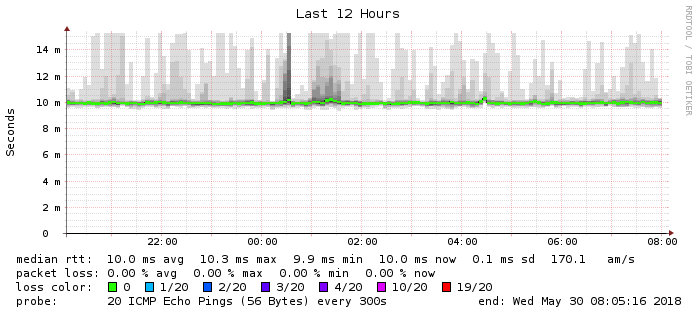 Last 12 Hours
RRDTOOL / TOBI OETIKER
Seconds
14 m
12 m
10 m
8 m
6 m
4 m
2 m
0
22:00 00:00 02:00 04:00 06:00 08:00
median rtt: 10.0 ms avg 10.3 ms max 9.9 ms min 10.0 ms now 0.1 ms sd 170.1 am/s
packet loss: 0.00 % avg 0.00 % max 0.00 % min 0.00 % now
loss color: 0 1/20 2/20 3/20 4/20 10/20 19/20
probe: 20 ICMP Echo Pings (56 Bytes) every 300s end: Wed May 30 08:05:16 2018